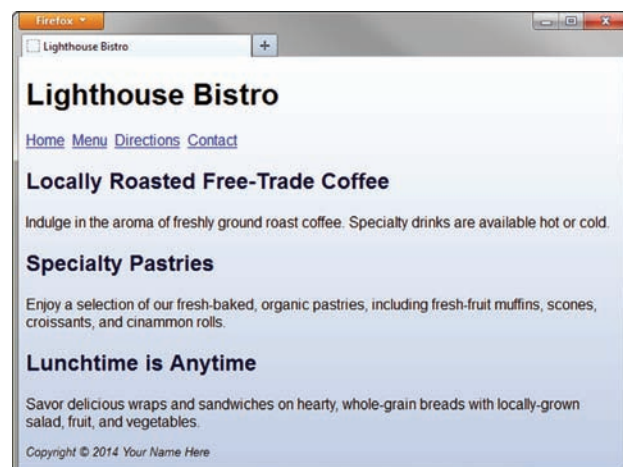 Firefox
Lighthouse Bistro
Lighthouse Bistro
Home Menu Directions Contact
Locally Roasted Free-Trade Coffee
Indulge in the aroma of freshly ground roast coffee. Specialty drinks are available hot or cold.
Specialty Pastries
Enjoy a selection of our fresh-baked, organic pastries, including fresh-fruit muffins, scones,
croissants, and cinammon rolls.
Lunchtime is Anytime
Savor delicious wraps and sandwiches on hearty, whole-grain breads with locally-grown
salad, fruit, and vegetables.
Copyright © 2014 Your Name Here